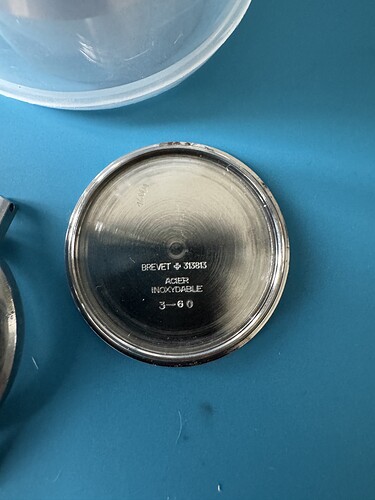 BREVET ✚ 313813
ACIER
INOXYDABLE
3-60